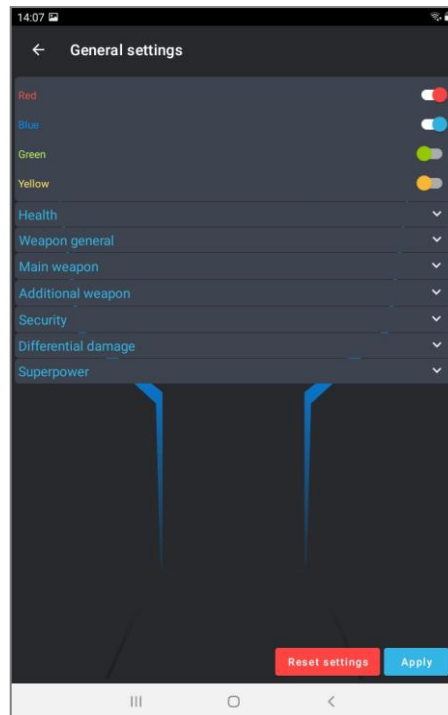 14:07
General settings
Red
Blue
Green
Yellow
Health
Weapon general
Main weapon
Additional weapon
Security
Differential damage
Superpower
Reset settings
Apply